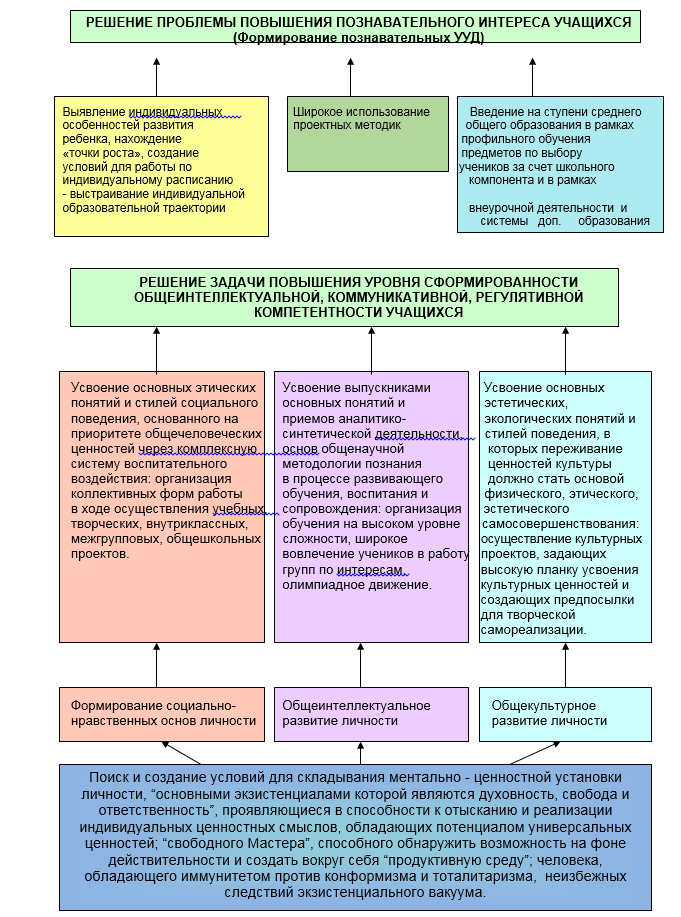 РЕШЕНИЕ ПРОБЛЕМЫ ПОВЫШЕНИЯ ПОЗНАВАТЕЛЬНОГО ИНТЕРЕСА УЧАЩИХСЯ
(Формирование познавательных УУД)
Выявление индивидуальных
особенностей развития
ребенка, нахождение
«точки роста», создание
условий для работы по
индивидуальному расписанию
- выстраивание индивидуальной
образовательной траектории
Широкое использование
проектных методик
Введение на ступени среднего
общего образования в рамках
профильного обучения
предметов по выбору
учеников за счет школьного
компонента и в рамках
внеурочной деятельности и
системы доп. образования
РЕШЕНИЕ ЗАДАЧИ ПОВЫШЕНИЯ УРОВНЯ СФОРМИРОВАННОСТИ
ОБЩЕИНТЕЛЛЕКТУАЛЬНОЙ, КОММУНИКАТИВНОЙ, РЕГУЛЯТИВНОЙ
КОМПЕТЕНТНОСТИ УЧАЩИХСЯ
Усвоение основных этических
понятий и стилей социального
поведения, основанного на
приоритете общечеловеческих
ценностей через комплексную
систему воспитательного
воздействия: организация
коллективных форм работы
в ходе осуществления учебных,
творческих, внутриклассных,
межгрупповых, общешкольных
проектов.
Усвоение выпускниками
основных понятий и
приемов аналитико-
синтетической деятельности,
основ общенаучной
методологии познания
в процессе развивающего
обучения, воспитания и
сопровождения: организация
обучения на высоком уровне
сложности, широкое
вовлечение учеников в работу
групп по интересам,
олимпиадное движение.
Усвоение основных
эстетических,
экологических понятий и
стилей поведения, в
которых переживание
ценностей культуры
должно стать основой
физического, этического,
эстетического
самосовершенствования:
осуществление культурных
проектов, задающих
высокую планку усвоения
культурных ценностей и
создающих предпосылки
для творческой
самореализации.
Формирование социально-
нравственных основ личности
Общеинтеллектуальное
развитие личности
Общекультурное
развитие личности
Поиск и создание условий для складывания ментально - ценностной установки
личности, “основными экзистенциалами которой являются духовность, свобода и
ответственность”, проявляющиеся в способности к отысканию и реализации
индивидуальных ценностных смыслов, обладающих потенциалом универсальных
ценностей; “свободного Мастера”, способного обнаружить возможность на фоне
действительности и создать вокруг себя “продуктивную среду”; человека,
обладающего иммунитетом против конформизма и тоталитаризма, неизбежных
следствий экзистенциального вакуума.